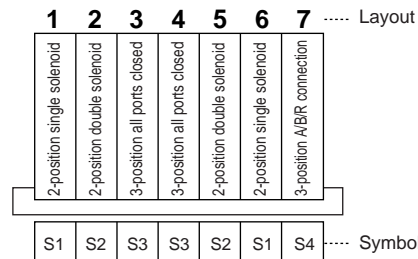 1 2 3 4 5 6 7 Layout
2-position single solenoid
2-position double solenoid
3-position all ports closed
3-position all ports closed
2-position double solenoid
2-position single solenoid
3-position A/B/R connection
S1 S2 S3 S3 S2 S1 S4 Symbo